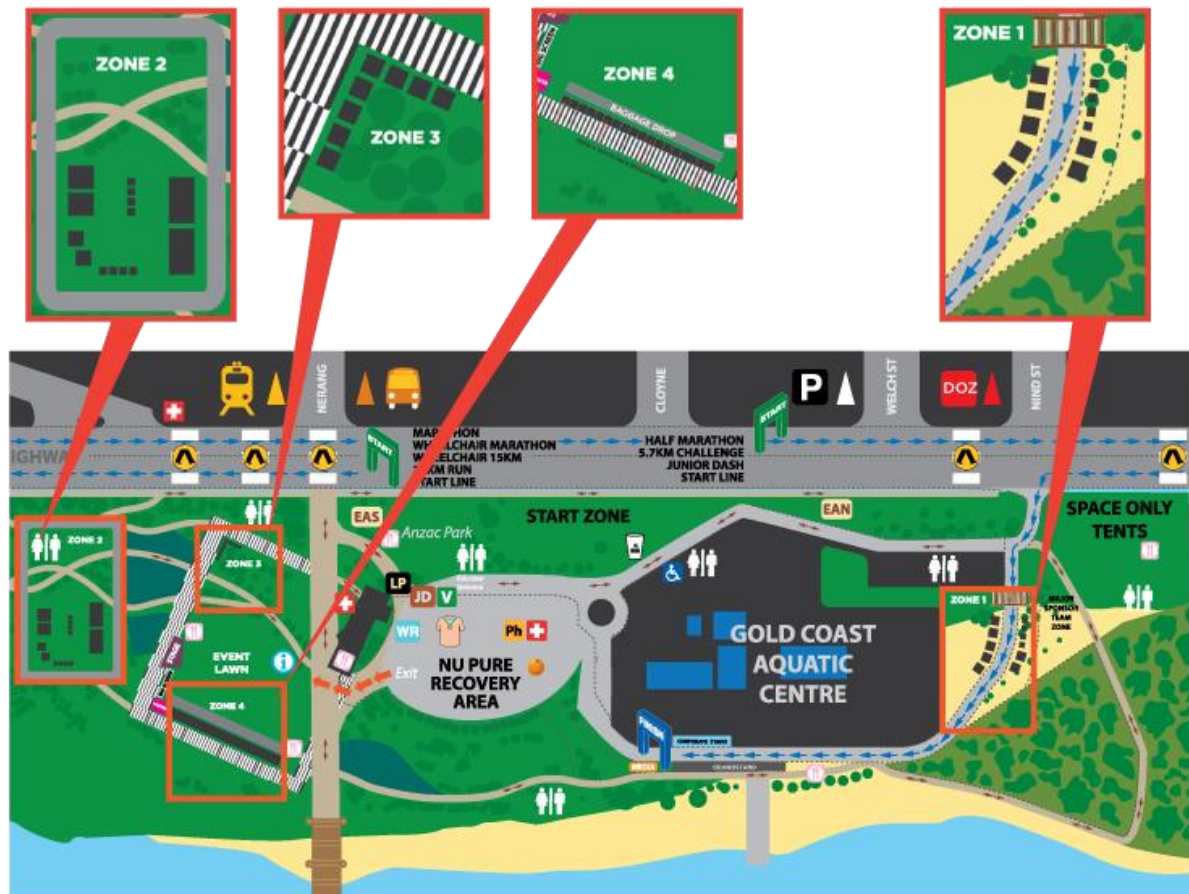 ZONE 2
ZONE 3
ZONE 4
BAGGAGE DROP
ZONE 1
NERANG
CLOYNE
P
WELCH ST
DOZ
NIND ST
START
START
MARATHON
WHEELCHAIR MARATHON
WHEELCHAIR 15KM
START LINE
HALF MARATHON
5.7KM CHALLENGE
JUNIOR DASH
START LINE
EAS
Anzac Park
START ZONE
EAN
SPACE ONLY
TENTS
ZONE 2
ZONE 3
LP
JD
V
ZONE 1
MAJOR
SPONSOR
TEAM
ZONE
STAGE
EVENT
LAWN
i
WR
Ph
Exit
NU PURE
RECOVERY
AREA
GOLD COAST
AQUATIC
CENTRE
ZONE 4
FINISH
MEDIA
GRANDSTAND